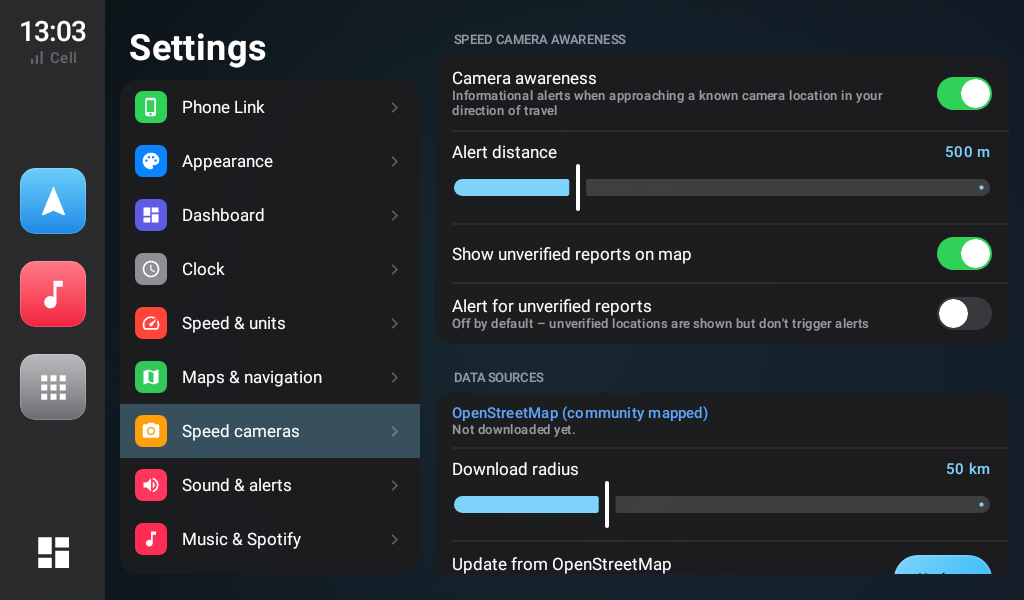 13:03
Cell
Settings
Phone Link
Appearance
Dashboard
Clock
Speed & units
Maps & navigation
Speed cameras
Sound & alerts
Music & Spotify
SPEED CAMERA AWARENESS
Camera awareness
Informational alerts when approaching a known camera location in your
direction of travel
Alert distance
500 m
Show unverified reports on map
Alert for unverified reports
Off by default – unverified locations are shown but don't trigger alerts
DATA SOURCES
OpenStreetMap (community mapped)
Not downloaded yet.
Download radius
50 km
Update from OpenStreetMap